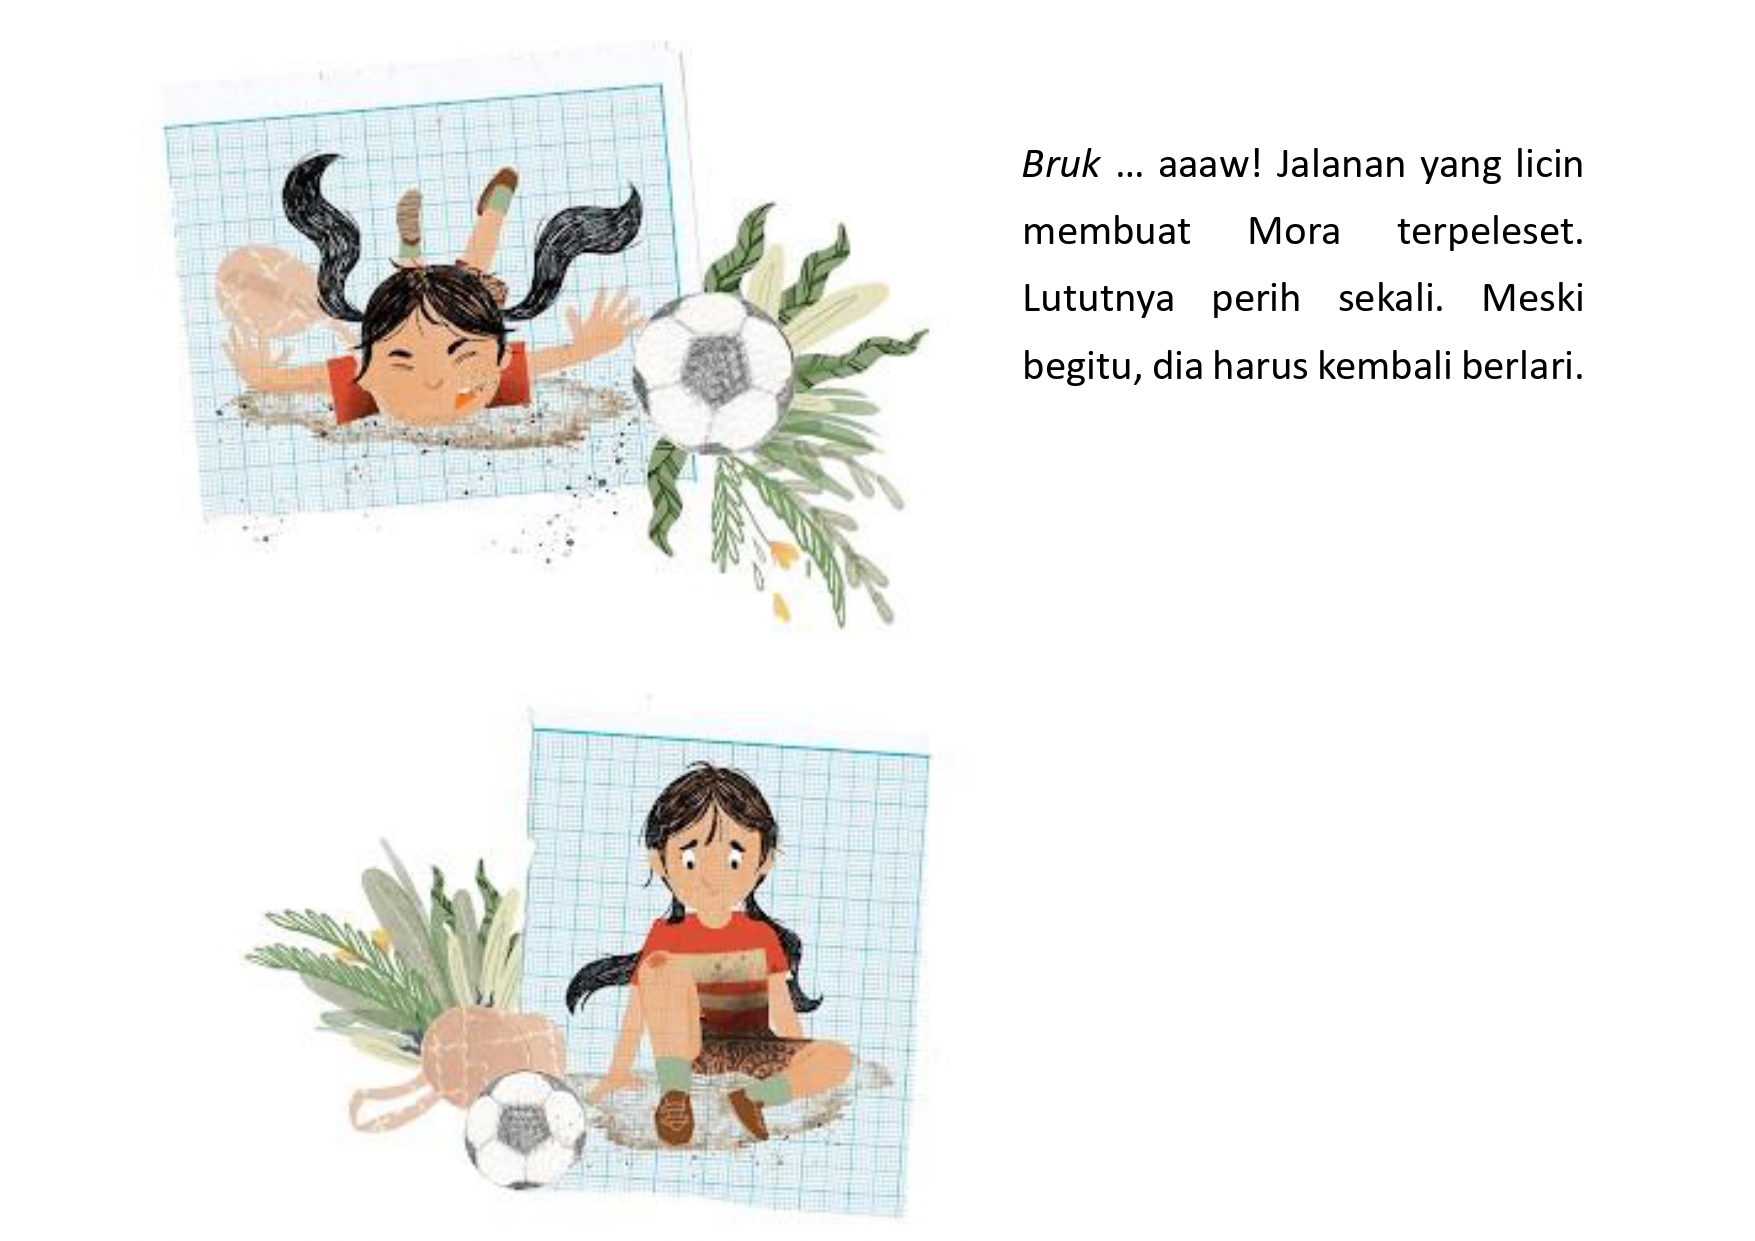 Bruk ... aaaw! Jalanan yang licin
membuat Mora terpeleset.
Lututnya perih sekali. Meski
begitu, dia harus kembali berlari.